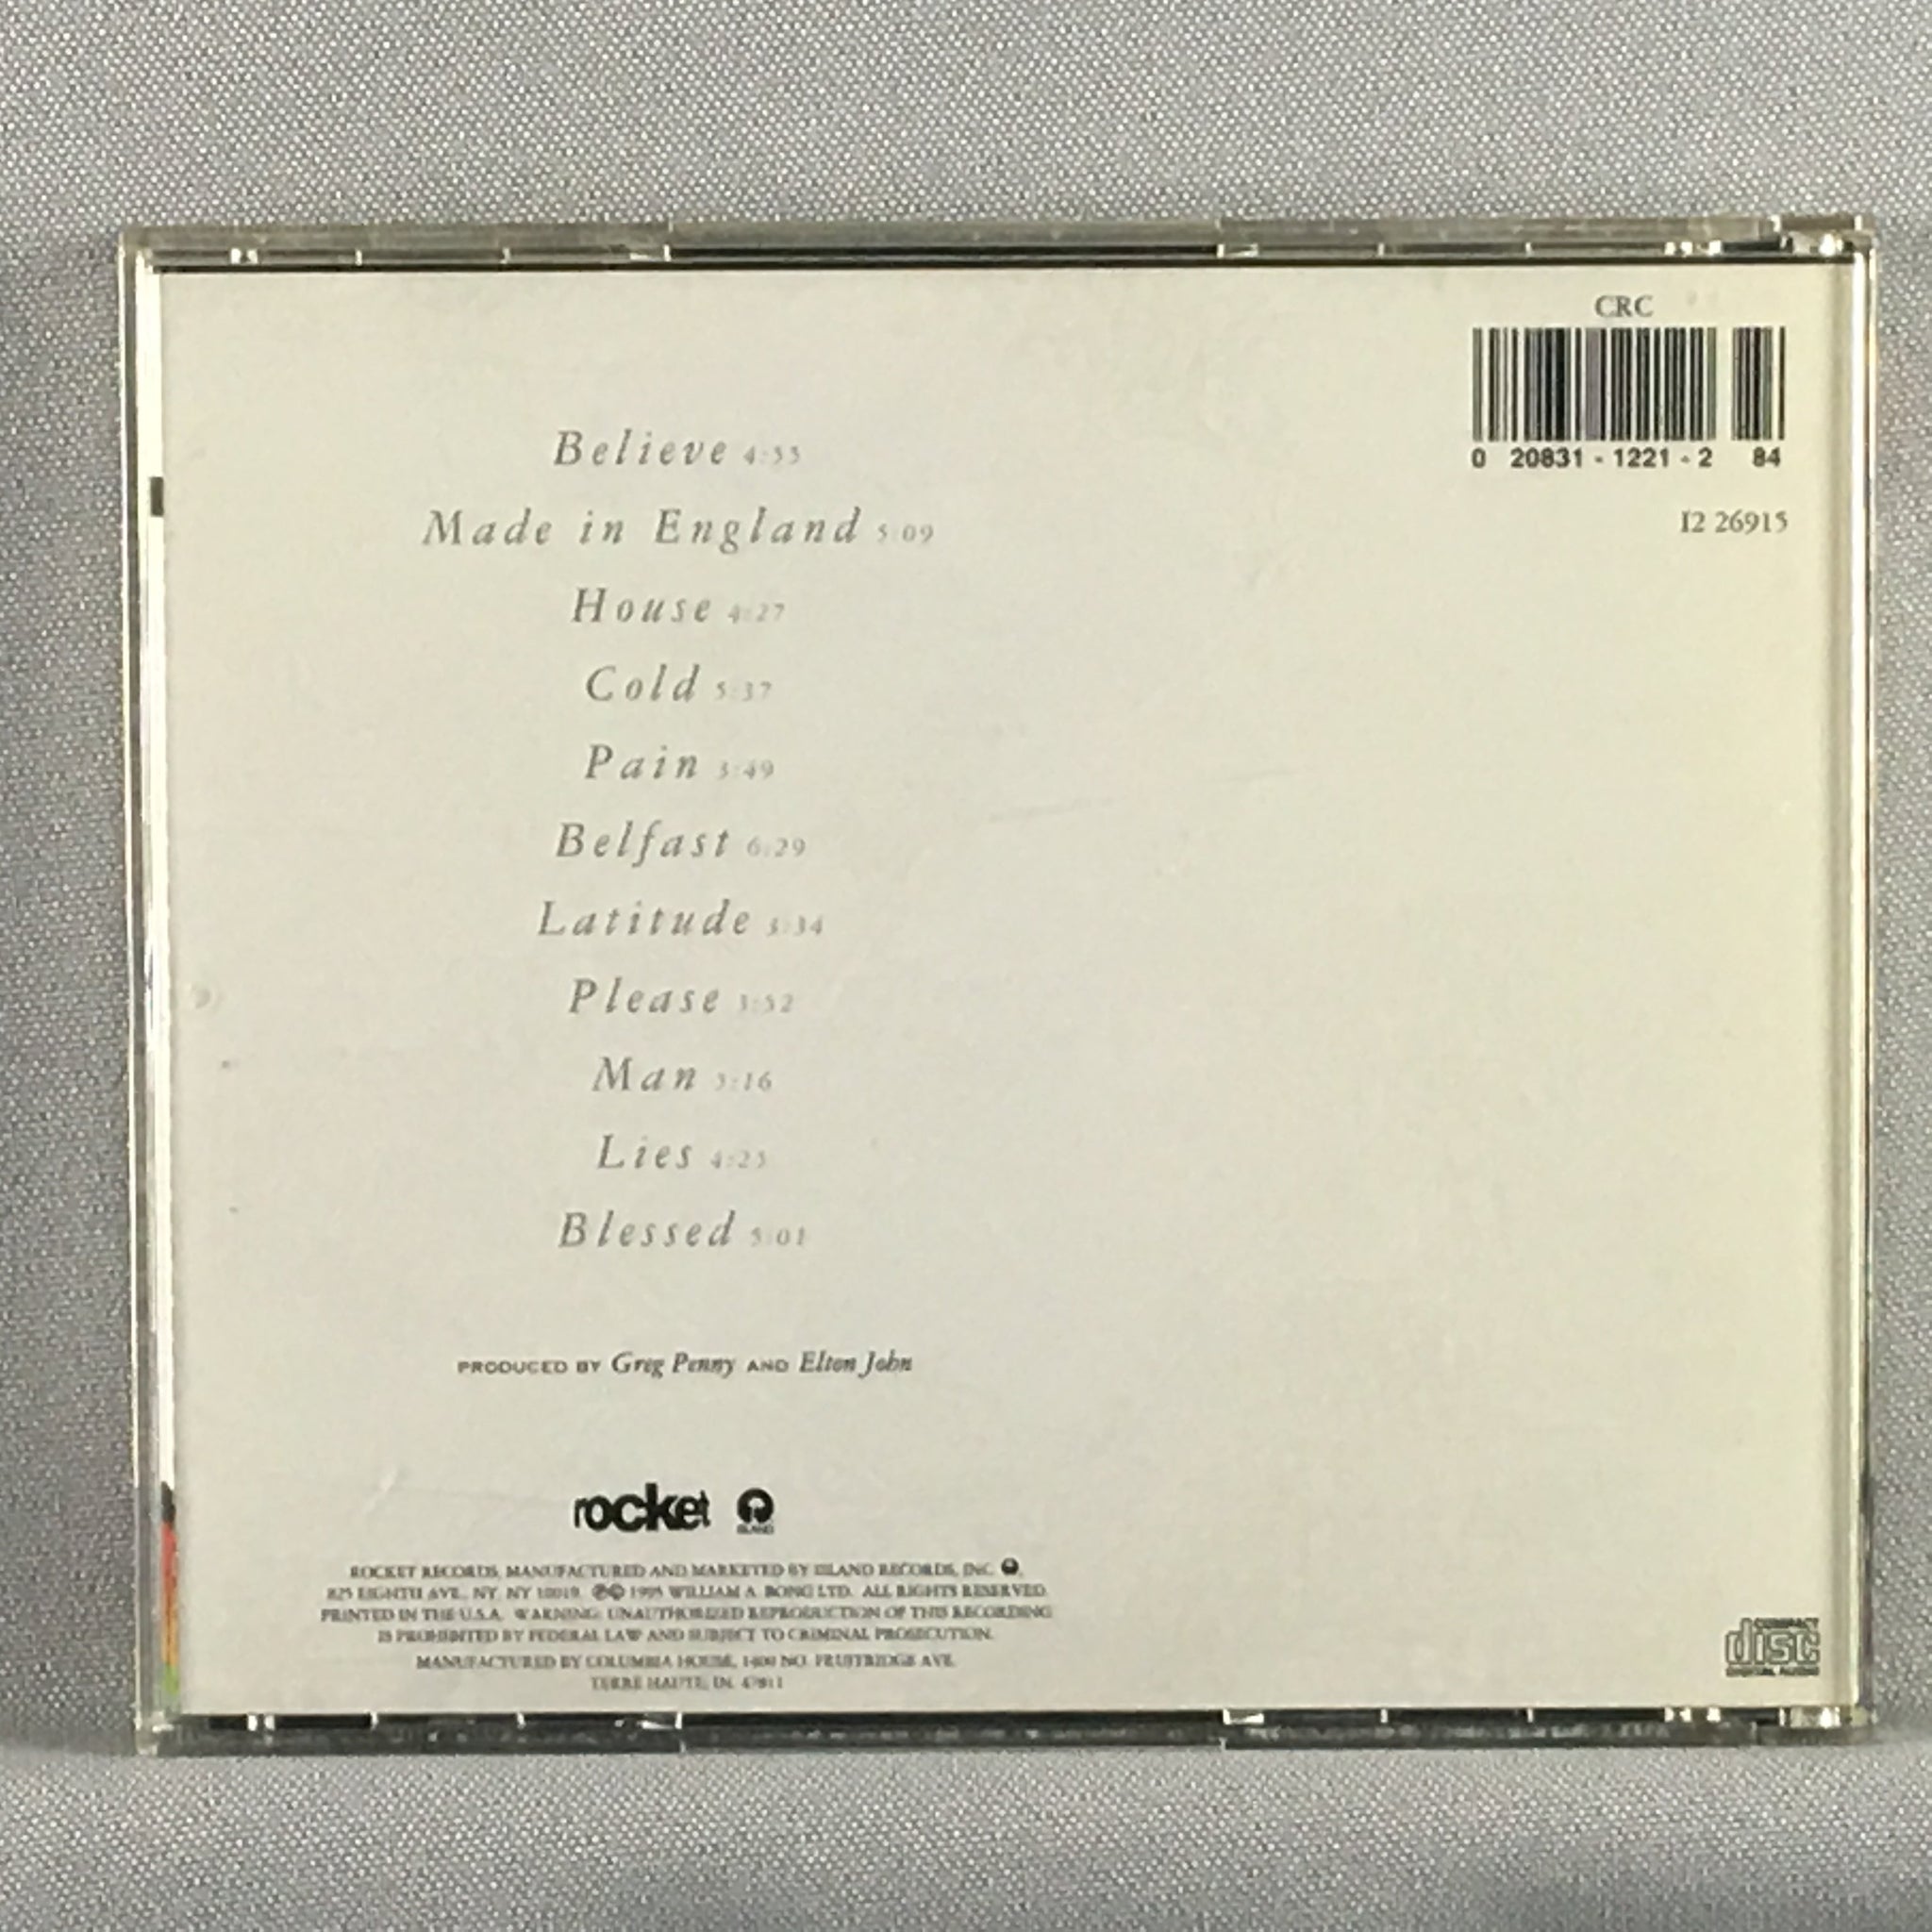 CRC
0 20831-1221-2 84
I2 26915
Believe 4:55
Made in England 5:09
House 4:27
Cold 5:37
Pain 3:49
Belfast 6:29
Latitude 3:34
Please 3:52
Man 5:16
Lies 4:25
Blessed 5:01
PRODUCED BY Greg Penny AND Elton John
rocket ISLAND
ROCKET RECORDS, MANUFACTURED AND MARKETED BY ISLAND RECORDS, INC.
825 EIGHTH AVE., NY, NY 10019. ℗© 1995 WILLIAM A. BONG LTD. ALL RIGHTS RESERVED.
PRINTED IN THE U.S.A. WARNING: UNAUTHORIZED REPRODUCTION OF THIS RECORDING
IS PROHIBITED BY FEDERAL LAW AND SUBJECT TO CRIMINAL PROSECUTION.
MANUFACTURED BY COLUMBIA HOUSE, 1400 NO. FRUITRIDGE AVE.
TERRE HAUTE, IN. 47811
COMPACT
disc
DIGITAL AUDIO